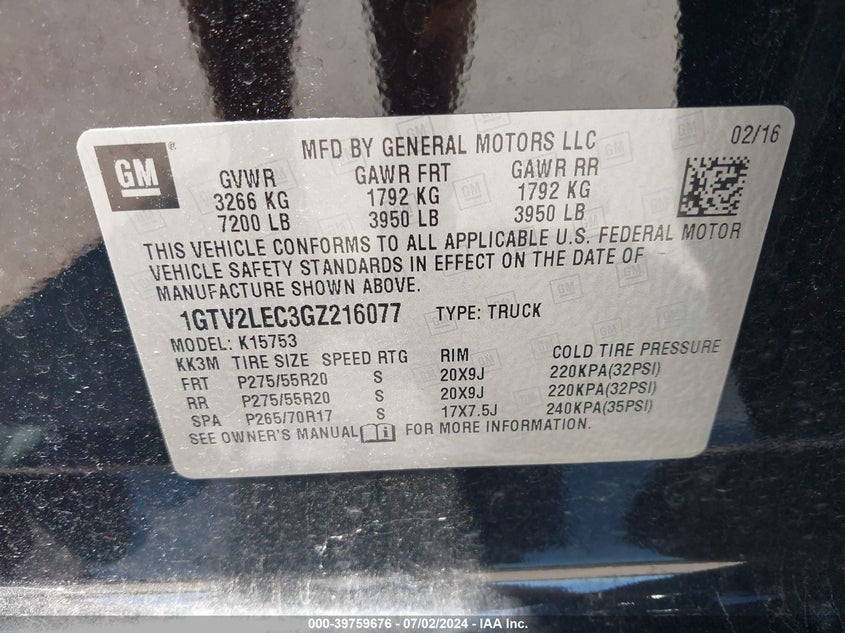 GM
MFD BY GENERAL MOTORS LLC 02/16
GVWR GAWR FRT GAWR RR
3266 KG 1792 KG 1792 KG
7200 LB 3950 LB 3950 LB
THIS VEHICLE CONFORMS TO ALL APPLICABLE U.S. FEDERAL MOTOR
VEHICLE SAFETY STANDARDS IN EFFECT ON THE DATE OF
MANUFACTURE SHOWN ABOVE.
1GTV2LEC3GZ216077 TYPE: TRUCK
MODEL: K15753
KK3M TIRE SIZE SPEED RTG RIM COLD TIRE PRESSURE
FRT P275/55R20 S 20X9J 220KPA(32PSI)
RR P275/55R20 S 20X9J 220KPA(32PSI)
SPA P265/70R17 S 17X7.5J 240KPA(35PSI)
SEE OWNER'S MANUAL FOR MORE INFORMATION.
000-39759676 - 07/02/2024 - IAA Inc.